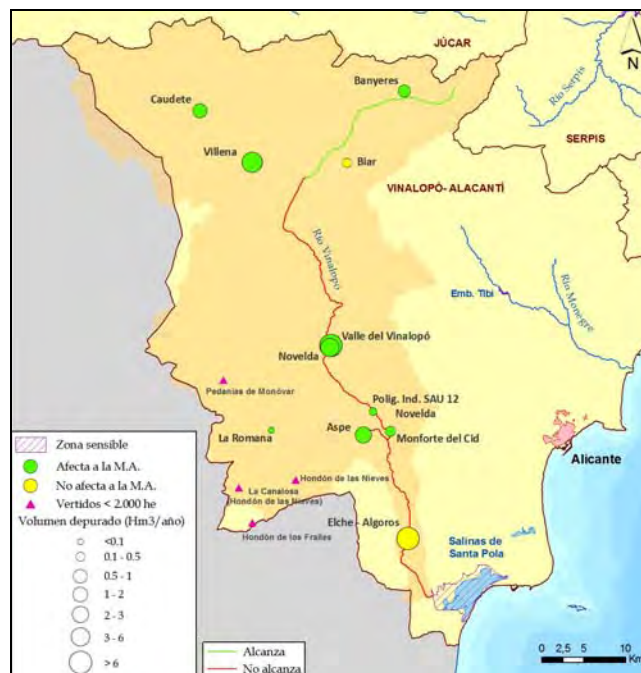 JÚCAR
N
Banyeres
Río Serpis
Caudete
SERPIS
Villena
Biar
VINALOPÓ- ALACANTÍ
Río Vinalopó
Emb. Tibi
Río Monegre
Valle del Vinalopó
Novelda
Pedanías de Monóvar
Polig. Ind. SAU 12
Novelda
La Romana
Aspe
Monforte del Cid
Alicante
Hondón de las Nieves
La Canalosa
(Hondón de las Nieves)
Hondón de los Frailes
Elche - Algoros
Salinas de
Santa Pola
Zona sensible
Afecta a la M.A.
No afecta a la M.A.
Vertidos < 2.000 he
Volumen depurado (Hm3/año)
<0.1
0.1 - 0.5
0.5 - 1
1 - 2
2 - 3
3 - 6
>6
Alcanza
No alcanza
0 2,5 5 10
Km